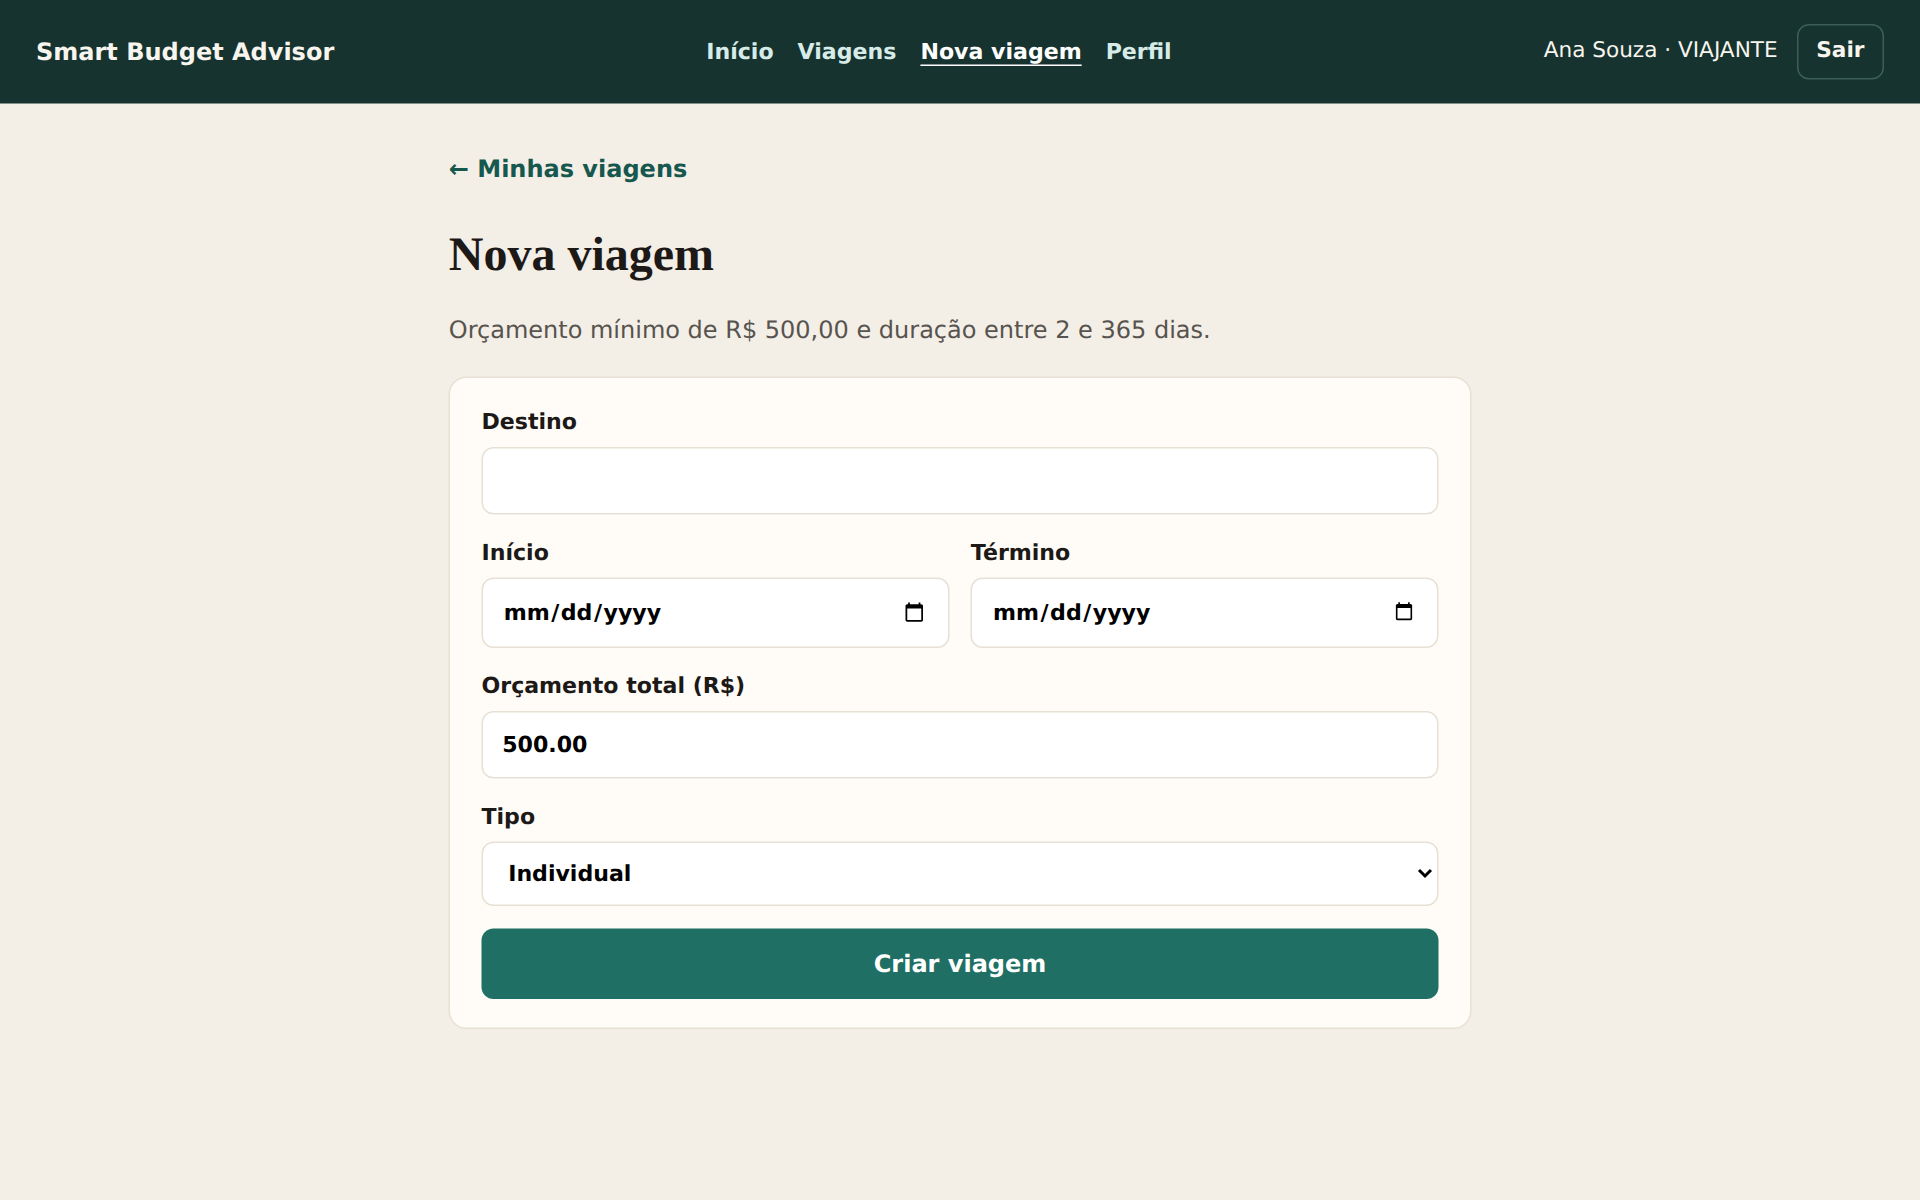 Smart Budget Advisor
Início Viagens Nova viagem Perfil
Ana Souza · VIAJANTE Sair
← Minhas viagens
Nova viagem
Orçamento mínimo de R$ 500,00 e duração entre 2 e 365 dias.
Destino
Início Término
mm/dd/yyyy mm/dd/yyyy
Orçamento total (R$)
500.00
Tipo
Individual
Criar viagem